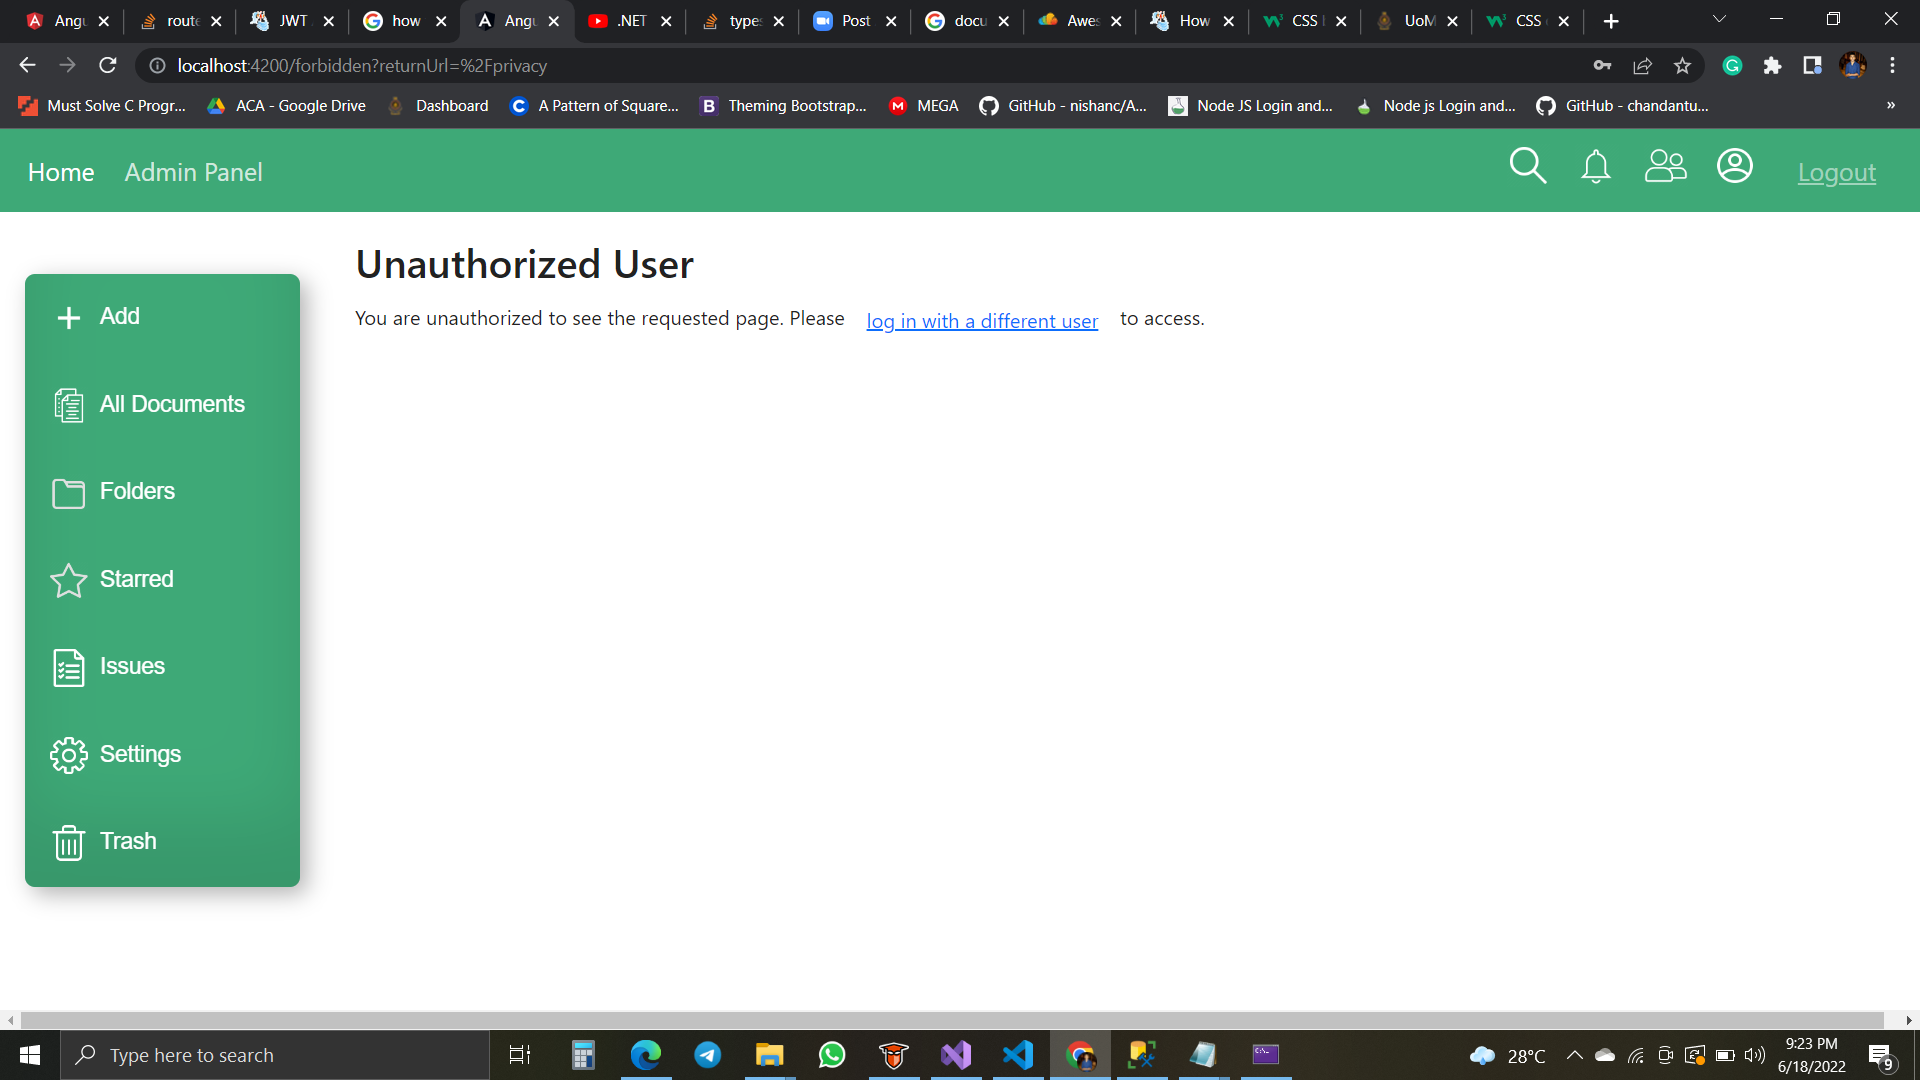 Angu
route
JWT
how
Angu
.NET
types
Post
docu
Awes
How
CSS
UoM
CSS
localhost:4200/forbidden?returnUrl=%2Fprivacy
Must Solve C Progr...
ACA - Google Drive
Dashboard
A Pattern of Square...
Theming Bootstrap...
MEGA
GitHub - nishanc/A...
Node JS Login and...
Node js Login and...
GitHub - chandantu...
»
Home
Admin Panel
Logout
Unauthorized User
You are unauthorized to see the requested page. Please log in with a different user to access.
Add
All Documents
Folders
Starred
Issues
Settings
Trash
Type here to search
28°C
9:23 PM
6/18/2022
9